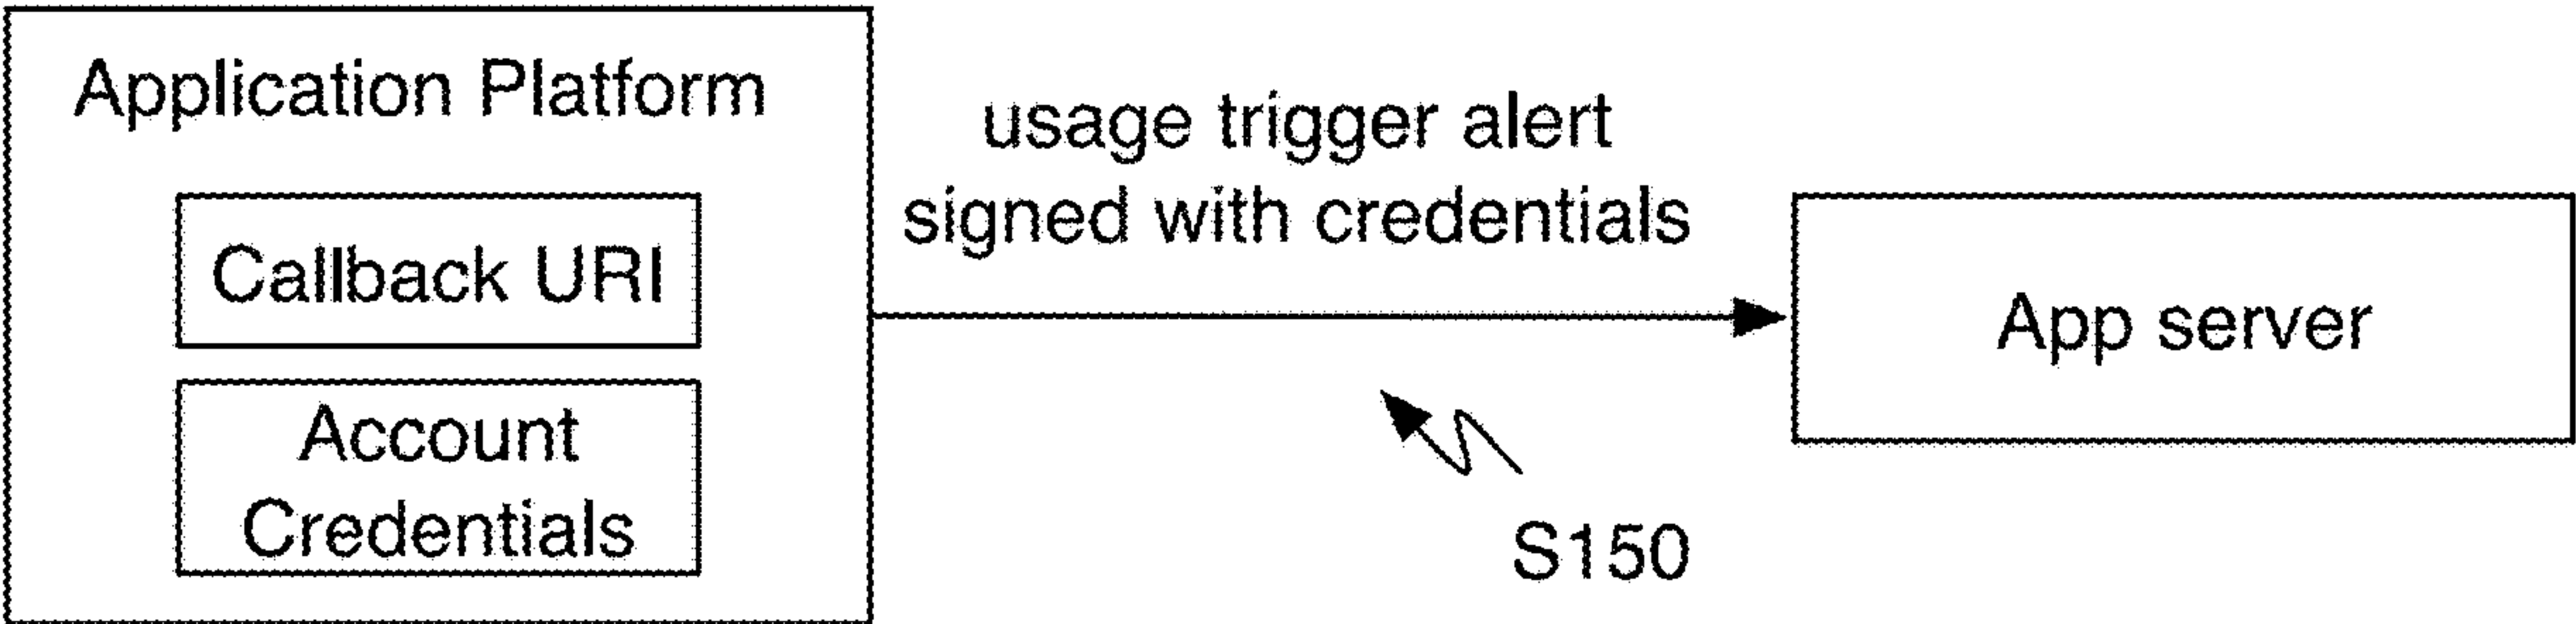 Application Platform
Callback URI
Account
Credentials
usage trigger alert
signed with credentials
S150
App server